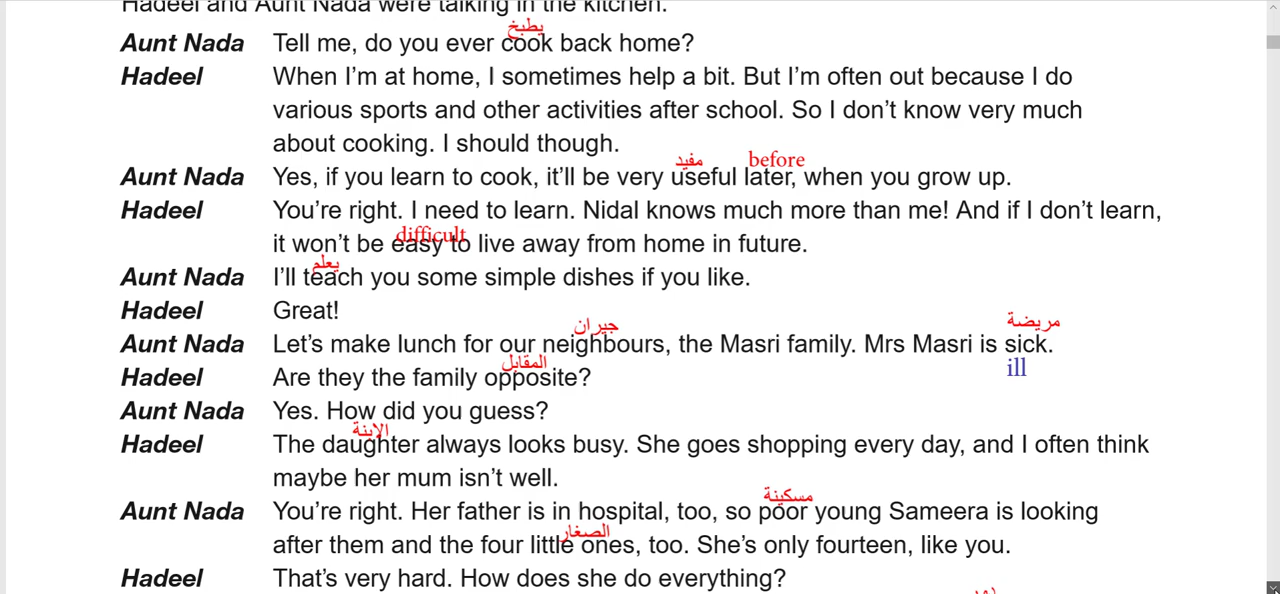 Hadeel and Aunt Nada were talking in the kitchen.
يطبخ
Aunt Nada Tell me, do you ever cook back home?
Hadeel When I’m at home, I sometimes help a bit. But I’m often out because I do
various sports and other activities after school. So I don’t know very much
about cooking. I should though.
مفيد before
Aunt Nada Yes, if you learn to cook, it’ll be very useful later, when you grow up.
Hadeel You’re right. I need to learn. Nidal knows much more than me! And if I don’t learn,
difficult
it won’t be easy to live away from home in future.
يعلم
Aunt Nada I’ll teach you some simple dishes if you like.
Hadeel Great!
جيران مريضة
Aunt Nada Let’s make lunch for our neighbours, the Masri family. Mrs Masri is sick.
المقابل ill
Hadeel Are they the family opposite?
Aunt Nada Yes. How did you guess?
الابنة
Hadeel The daughter always looks busy. She goes shopping every day, and I often think
maybe her mum isn’t well.
مسكينة
Aunt Nada You’re right. Her father is in hospital, too, so poor young Sameera is looking
الصغار
after them and the four little ones, too. She’s only fourteen, like you.
Hadeel That’s very hard. How does she do everything?